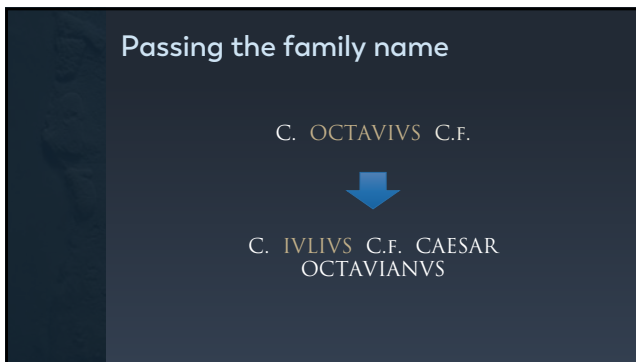 Passing the family name
C. OCTAVIVS C.F.
C. IVLIVS C.F. CAESAR
OCTAVIANVS